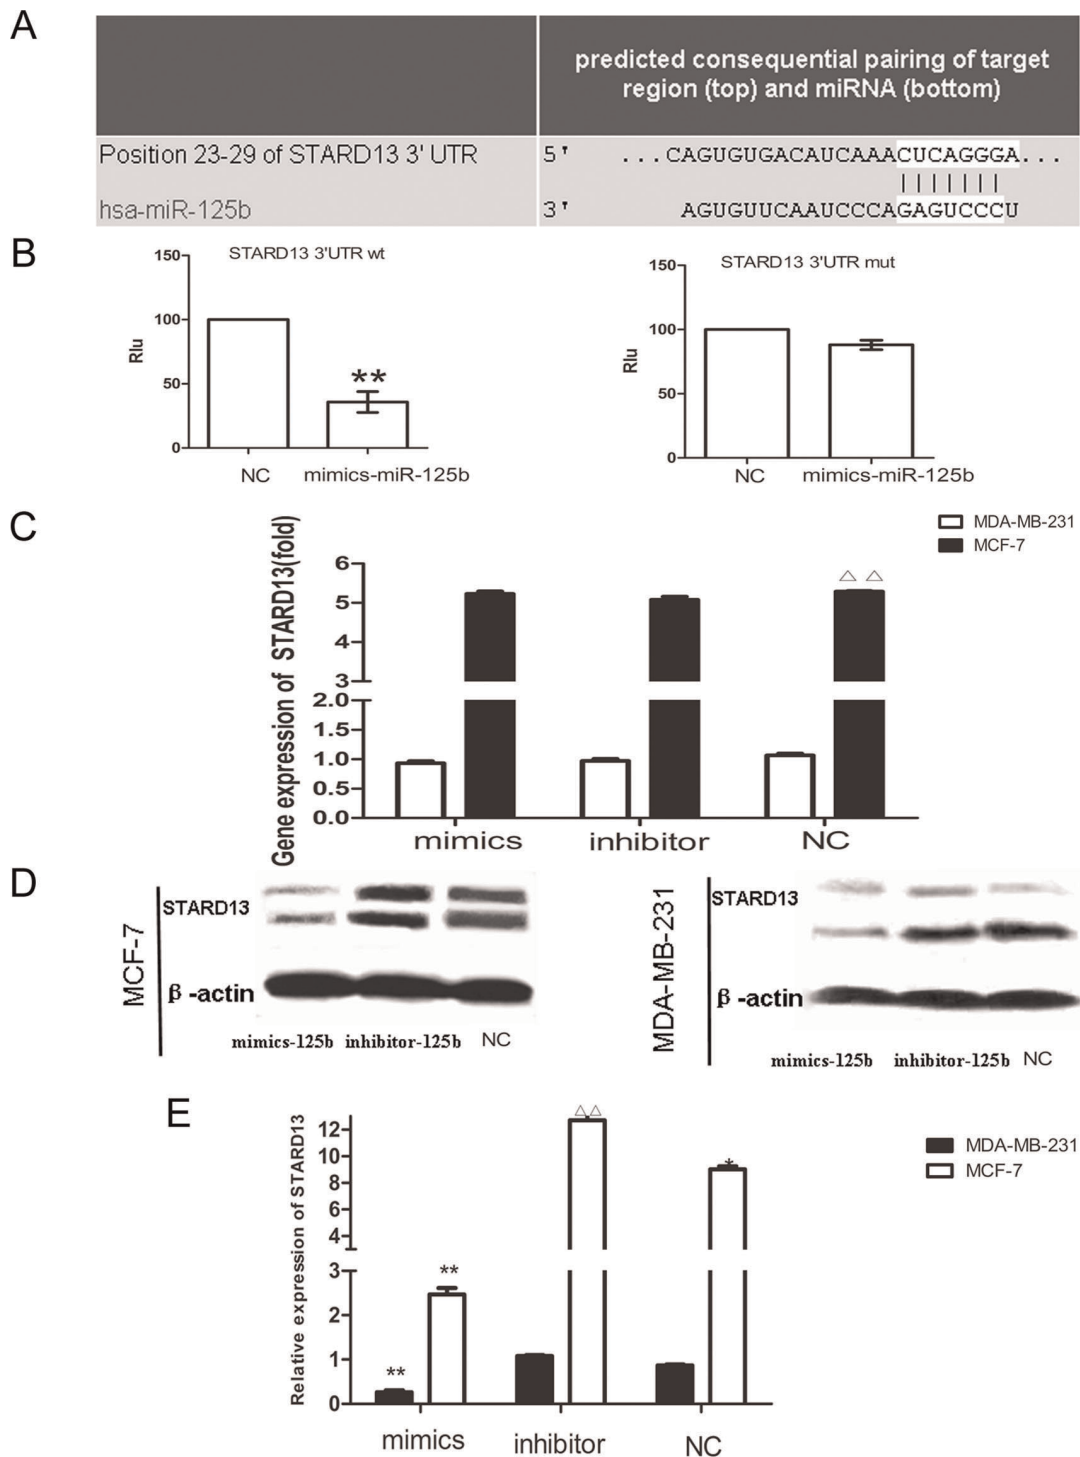 A
predicted consequential pairing of target
region (top) and miRNA (bottom)
Position 23-29 of STARD13 3' UTR
5' ...CAGUGUGACAUCAAACUCAGGGA...
hsa-miR-125b
3' AGUGUUCAAUCCCAGAGUCCCU
B
STARD13 3'UTR wt
150
100
50
0
Rlu
**
NC
mimics-miR-125b
STARD13 3'UTR mut
150
100
50
0
Rlu
NC
mimics-miR-125b
C
MDA-MB-231
MCF-7
Gene expression of STARD13(fold)
6
5
4
3
2.0
1.5
1.0
0.5
0.0
△ △
mimics
inhibitor
NC
D
MCF-7
STARD13
β -actin
mimics-125b inhibitor-125b NC
MDA-MB-231
STARD13
β -actin
mimics-125b inhibitor-125b NC
E
MDA-MB-231
MCF-7
Relative expression of STARD13
12
10
8
6
4
3
2
1
0
**
**
△△
*
mimics
inhibitor
NC